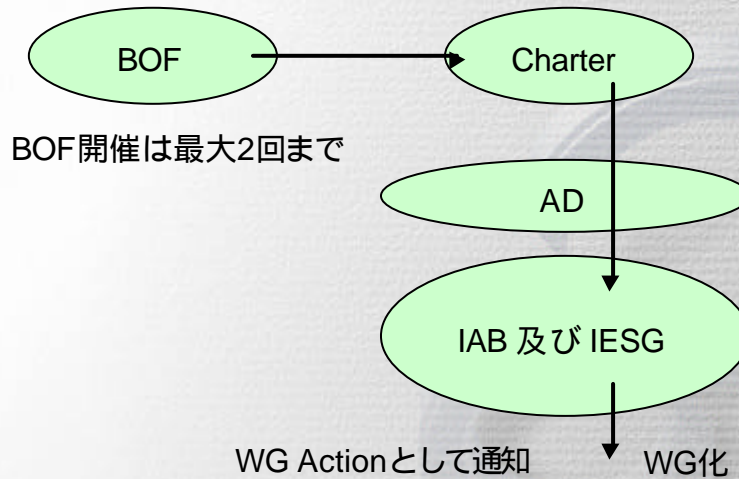 BOF
Charter
BOF開催は最大2回まで
AD
IAB 及び IESG
WG Actionとして通知
WG化